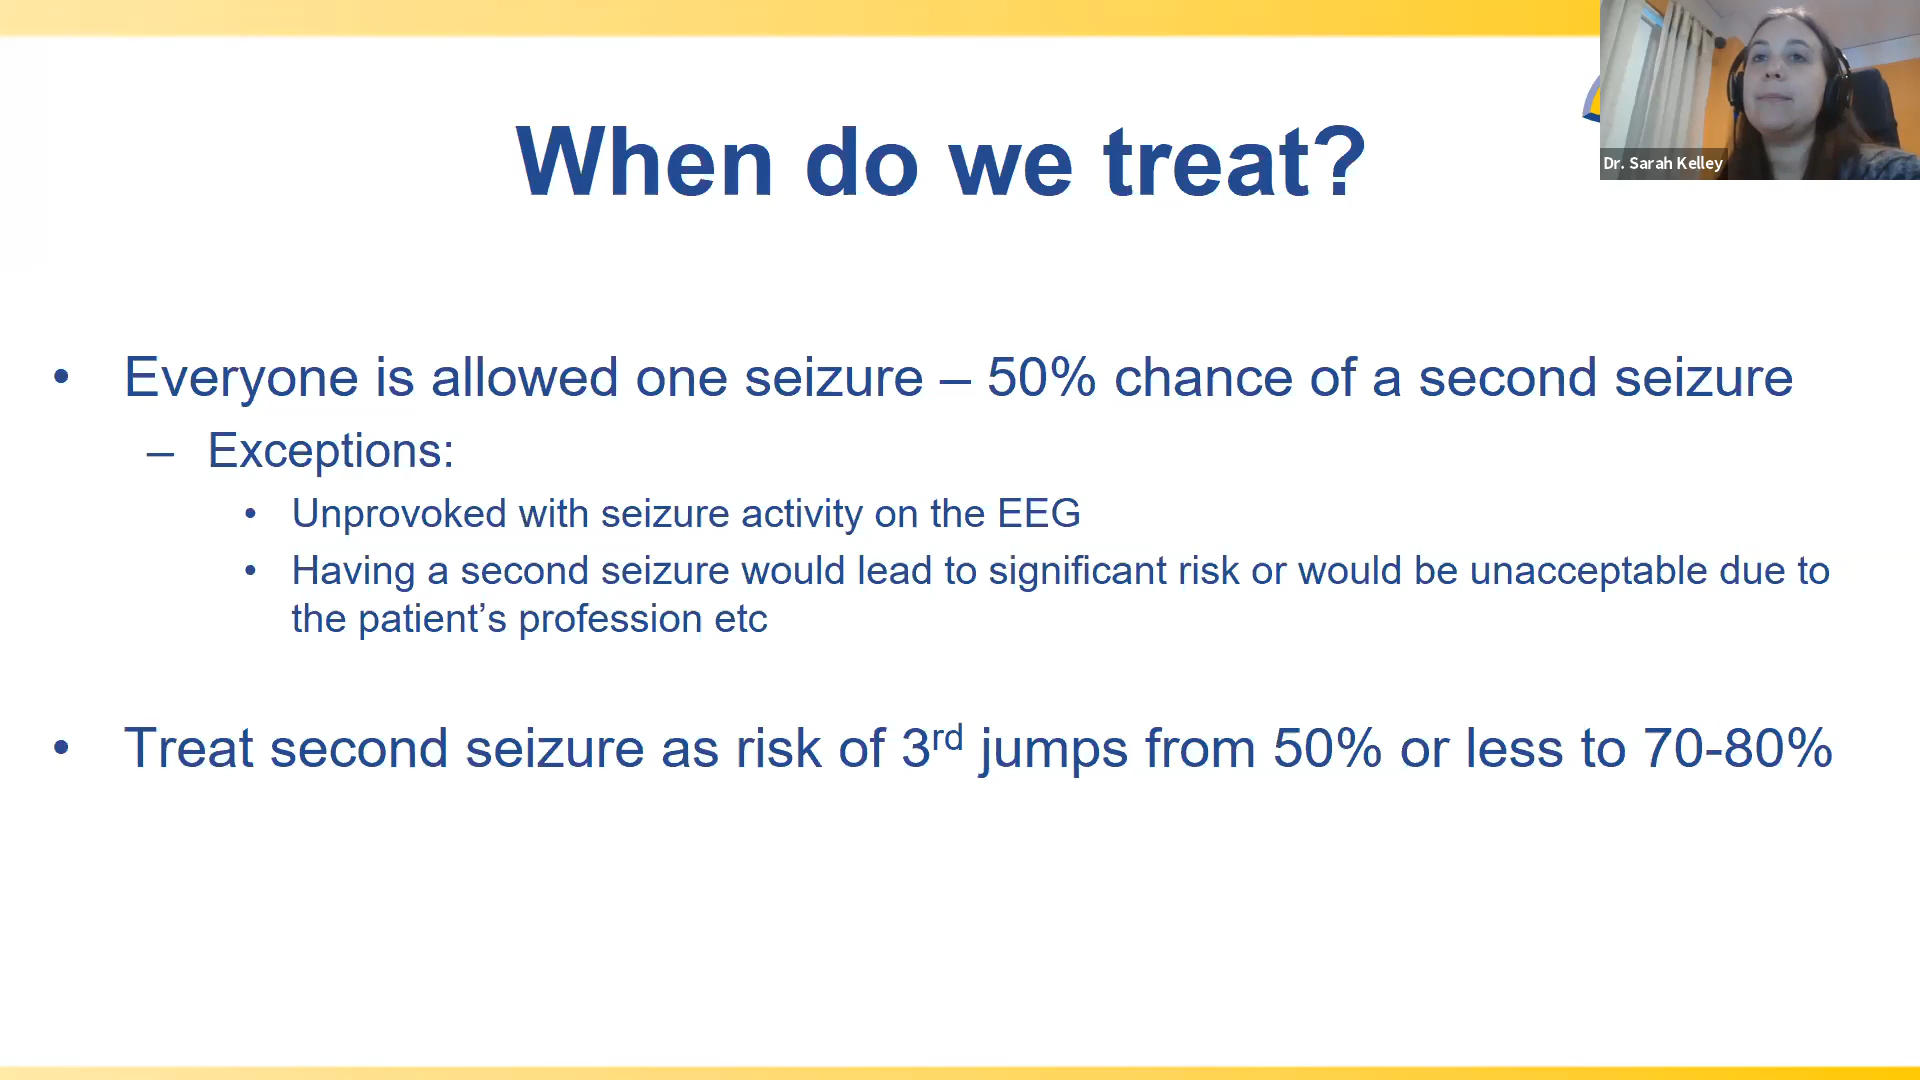 When do we treat?
Dr. Sarah Kelley
• Everyone is allowed one seizure – 50% chance of a second seizure
– Exceptions:
• Unprovoked with seizure activity on the EEG
• Having a second seizure would lead to significant risk or would be unacceptable due to
the patient’s profession etc
• Treat second seizure as risk of 3rd jumps from 50% or less to 70-80%